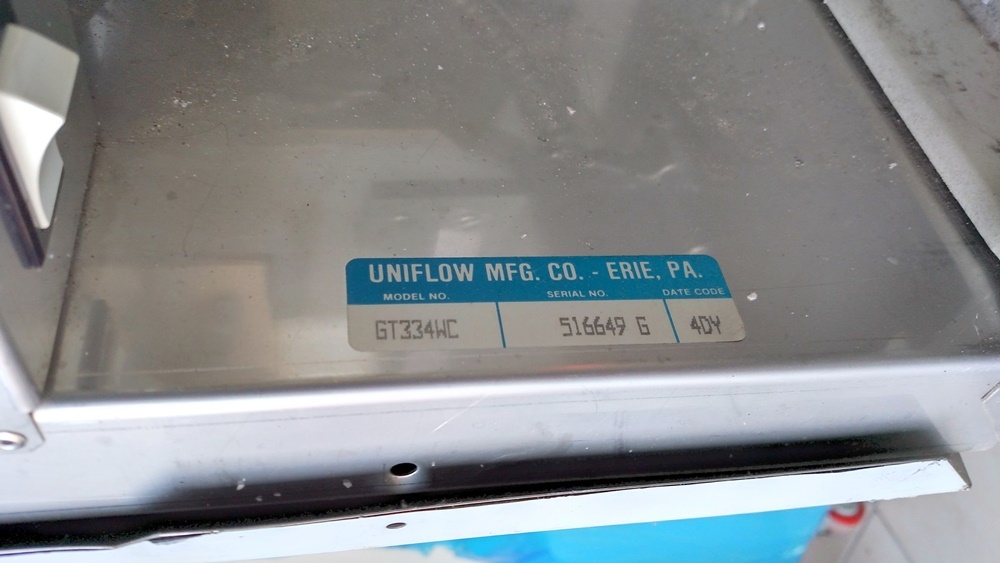 UNIFLOW MFG. CO. - ERIE, PA.
MODEL NO. SERIAL NO. DATE CODE
GT334WC 516649 G 4DY